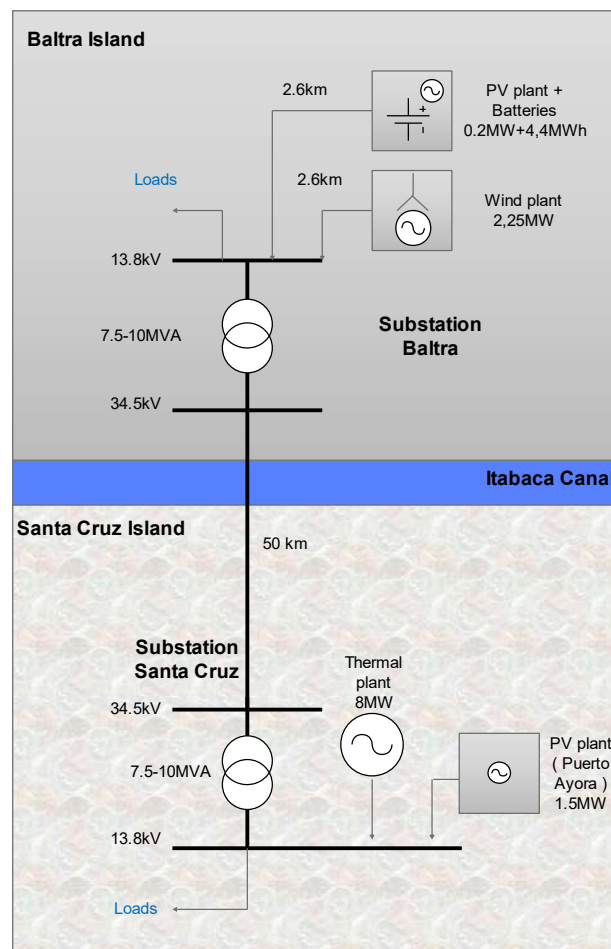 Baltra Island
PV plant +
Batteries
0.2MW+4,4MWh
2.6km
Loads
2.6km
Wind plant
2,25MW
13.8kV
7.5-10MVA
Substation
Baltra
34.5kV
Itabaca Cana
Santa Cruz Island
50 km
Substation
Santa Cruz
Thermal
plant
8MW
34.5kV
7.5-10MVA
PV plant
( Puerto
Ayora )
1.5MW
13.8kV
Loads